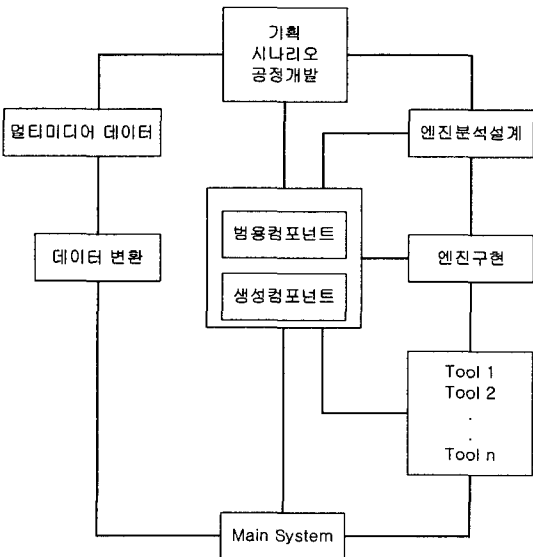 기획
시나리오
공정개발
멀티미디어 데이터
엔진분석설계
범용컴포넌트
데이터 변환
엔진구현
생성컴포넌트
Tool 1
Tool 2
.
.
Tool n
Main System